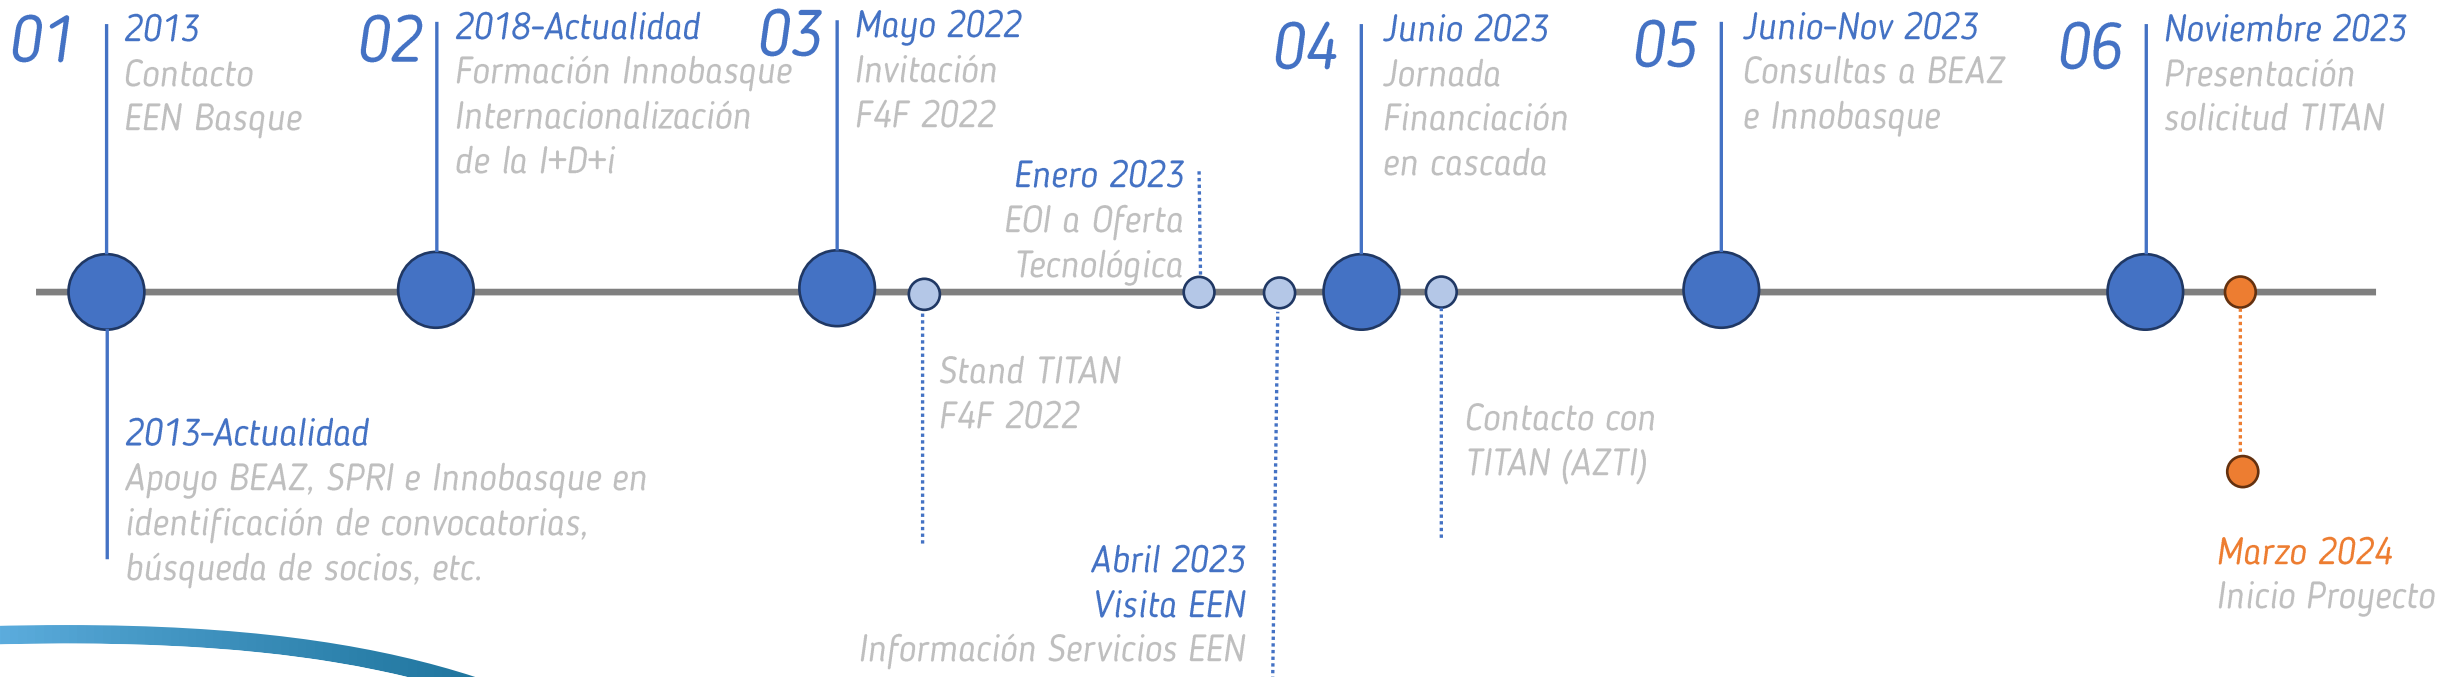 01
2013
Contacto
EEN Basque
2013-Actualidad
Apoyo BEAZ, SPRI e Innobasque en
identificación de convocatorias,
búsqueda de socios, etc.
02
2018-Actualidad
Formación Innobasque
Internacionalización
de la I+D+i
03
Mayo 2022
Invitación
F4F 2022
Stand TITAN
F4F 2022
Enero 2023
EOI a Oferta
Tecnológica
Abril 2023
Visita EEN
Información Servicios EEN
04
Junio 2023
Jornada
Financiación
en cascada
Contacto con
TITAN (AZTI)
05
Junio-Nov 2023
Consultas a BEAZ
e Innobasque
06
Noviembre 2023
Presentación
solicitud TITAN
Marzo 2024
Inicio Proyecto